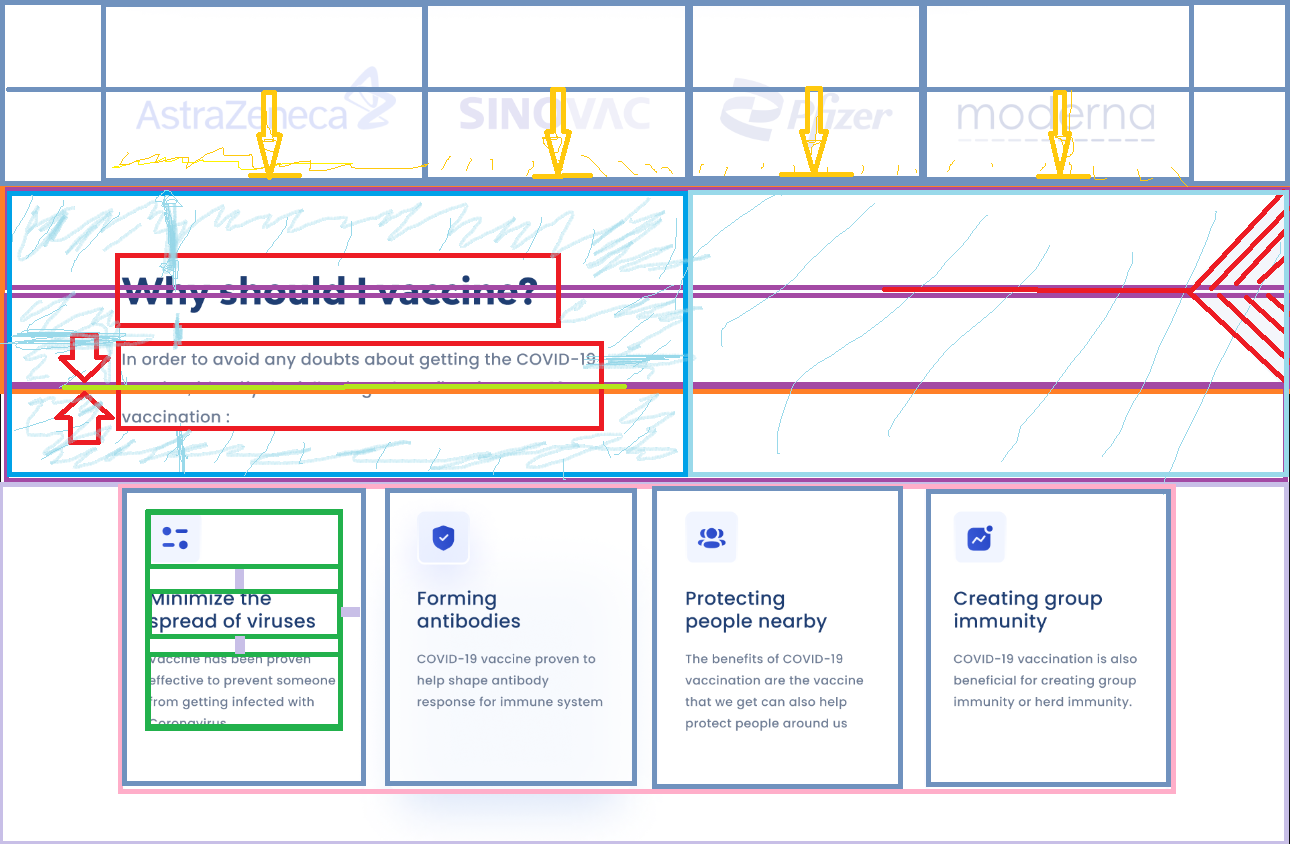 AstraZeneca
SINOVAC
Pfizer
moderna
Why should I vaccine?
In order to avoid any doubts about getting the COVID-19
vaccination :
Minimize the
spread of viruses
Vaccine has been proven
effective to prevent someone
from getting infected with
Coronavirus
Forming
antibodies
COVID-19 vaccine proven to
help shape antibody
response for immune system
Protecting
people nearby
The benefits of COVID-19
vaccination are the vaccine
that we get can also help
protect people around us
Creating group
immunity
COVID-19 vaccination is also
beneficial for creating group
immunity or herd immunity.